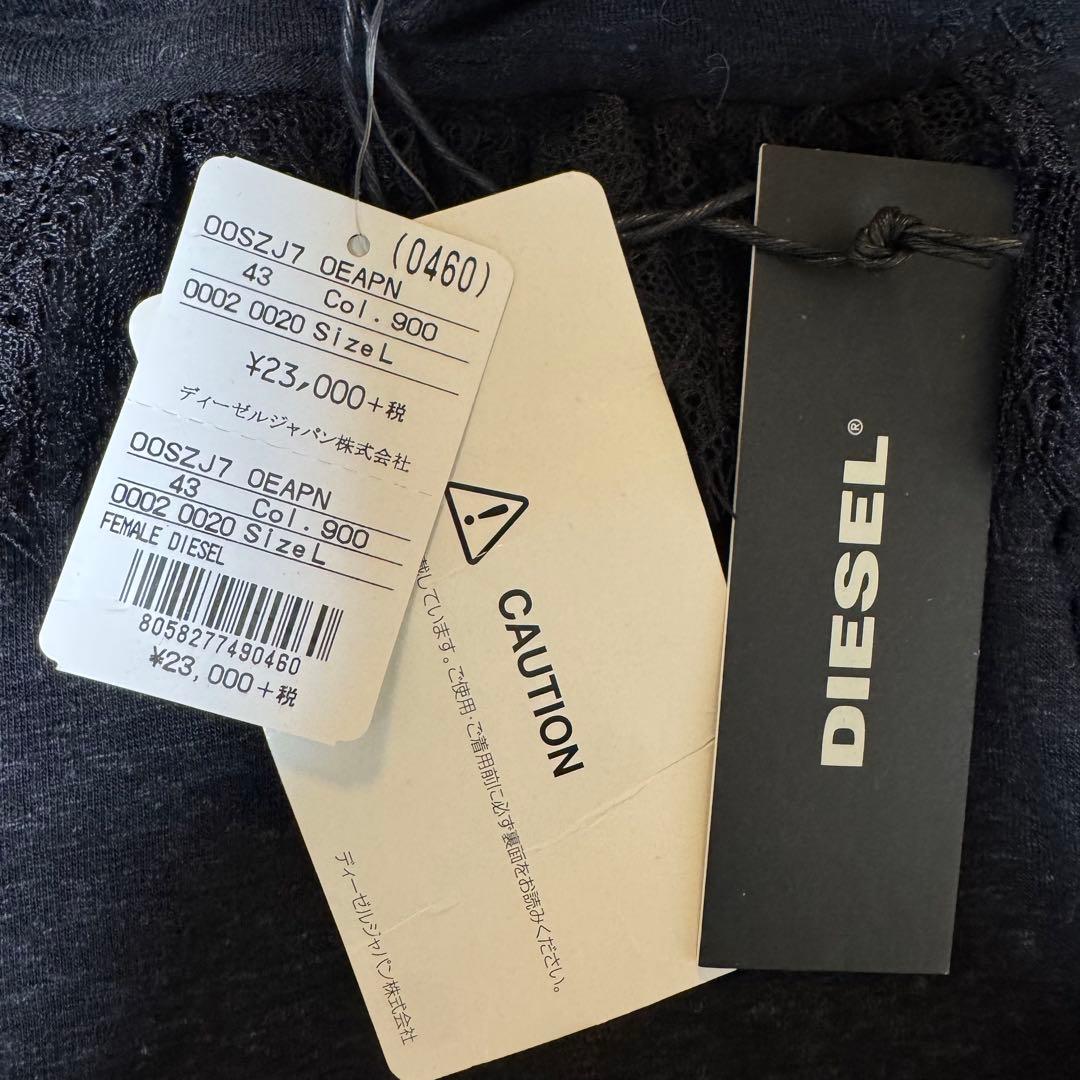 00SZJ7 0EAPN (0460)
43 Col.900
0002 0020 SizeL
¥23,000+税
ディーゼルジャパン株式会社
00SZJ7 0EAPN
43 Col.900
0002 0020 SizeL
FEMALE DIESEL
8058277490460
¥23,000+税
CAUTION
載しています。ご使用・ご着用前に必ず裏面をお読みください。
ディーゼルジャパン株式会社
DIESEL®